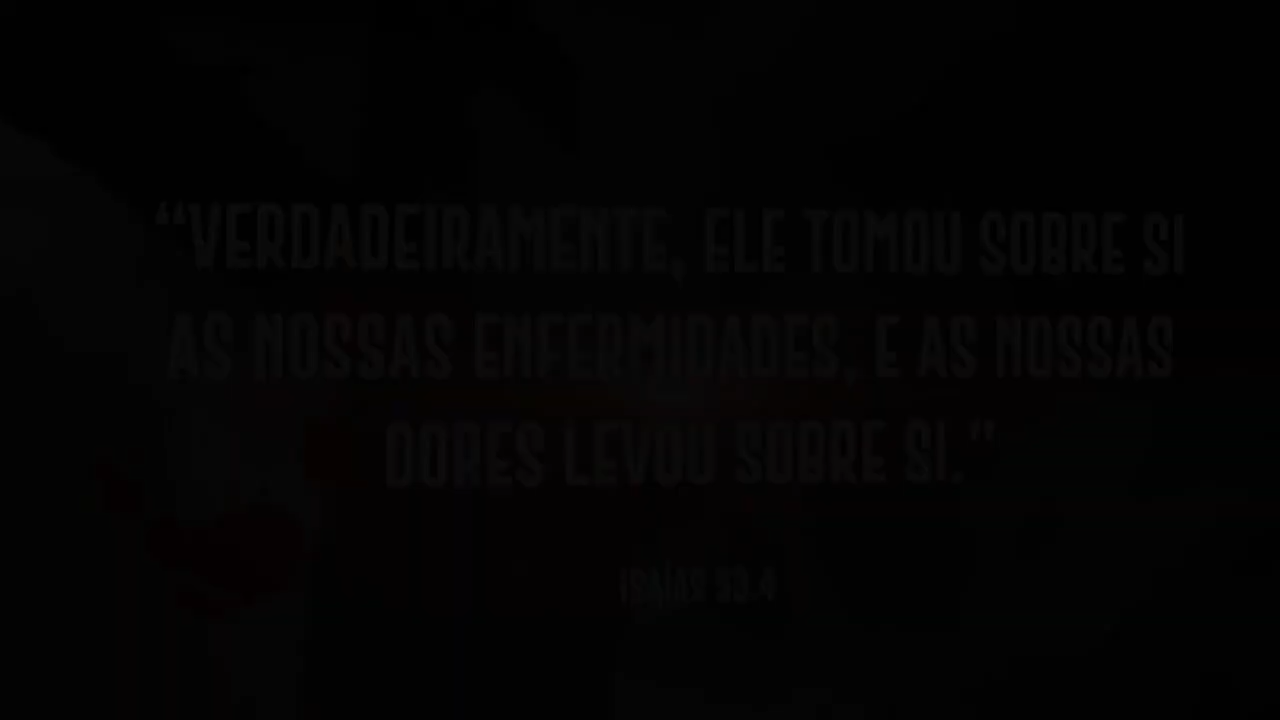 “VERDADEIRAMENTE, ELE TOMOU SOBRE SI
AS NOSSAS ENFERMIDADES, E AS NOSSAS
DORES LEVOU SOBRE SI.”
ISAÍAS 53.4